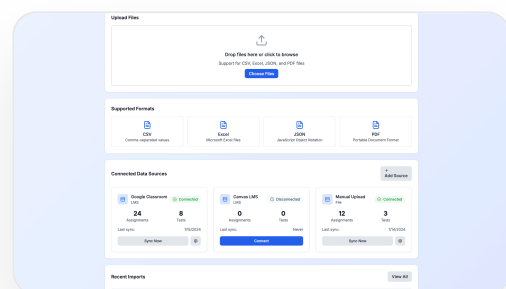 Upload Files
Drop files here or click to browse
Support for CSV, Excel, JSON, and PDF files
Choose Files
Supported Formats
CSV
Comma-separated values
Excel
Microsoft Excel Files
JSON
JavaScript Object Notation
PDF
Portable Document Format
Connected Data Sources
+
Add Source
Google Classroom
LMS
Connected
24
Assignments
8
Tests
Last sync:
1/15/2024
Sync Now
Canvas LMS
LMS
Disconnected
0
Assignments
0
Tests
Last sync:
Never
Connect
Manual Upload
File
Connected
12
Assignments
3
Tests
Last sync:
1/14/2024
Sync Now
Recent Imports
View All